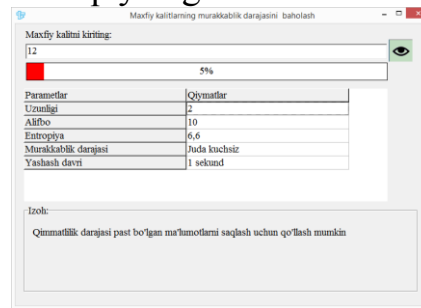 Maxfiy kalitlarning murakkablik darajasini baholash
Maxfiy kalitni kiriting:
12
5%
Parametlar Qiymatlar
Uzunligi 2
Alifbo 10
Entropiya 6,6
Murakkablik darajasi Juda kuchsiz
Yashash davri 1 sekund
Izoh:
Qimmatlilik darajasi past bo'lgan ma'lumotlarni saqlash uchun qo'llash mumkin